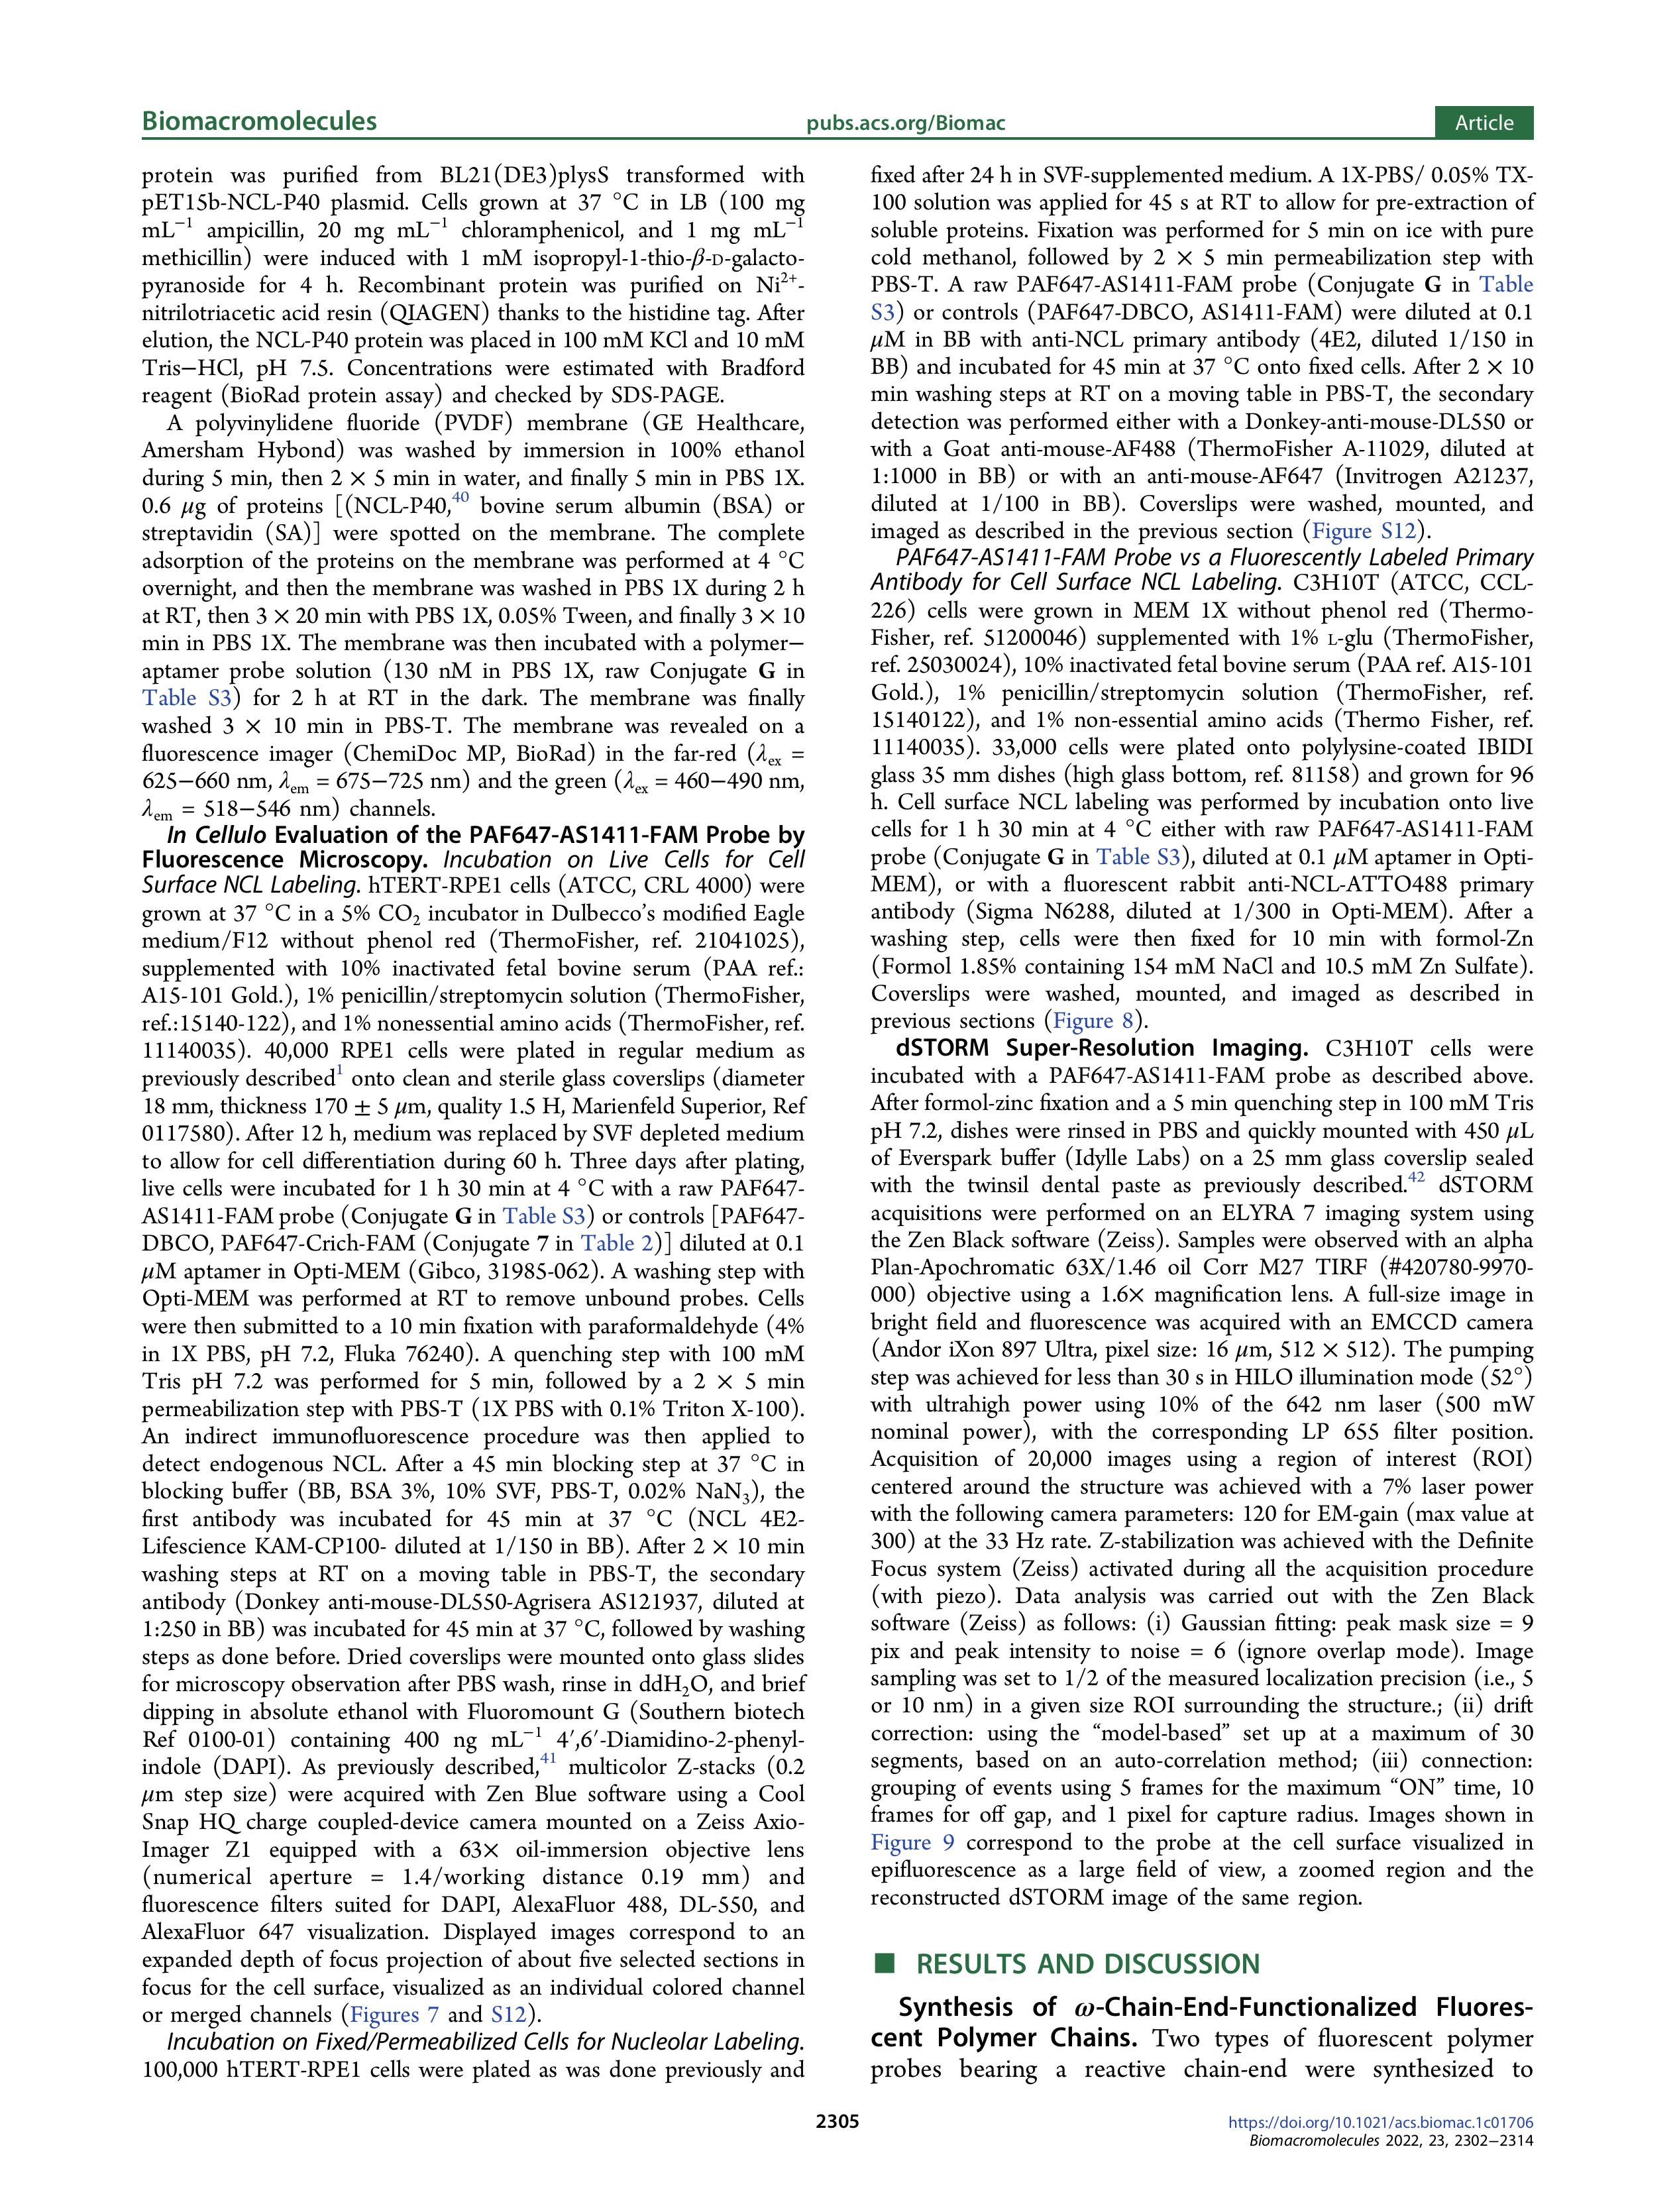 Biomacromolecules
pubs.acs.org/Biomac
Article
protein was purified from BL21(DE3)plysS transformed with
pET15b-NCL-P40 plasmid. Cells grown at 37 °C in LB (100 mg
mL⁻¹ ampicillin, 20 mg mL⁻¹ chloramphenicol, and 1 mg mL⁻¹
methicillin) were induced with 1 mM isopropyl-1-thio-β-D-galacto-
pyranoside for 4 h. Recombinant protein was purified on Ni²⁺-
nitrilotriacetic acid resin (QIAGEN) thanks to the histidine tag. After
elution, the NCL-P40 protein was placed in 100 mM KCl and 10 mM
Tris−HCl, pH 7.5. Concentrations were estimated with Bradford
reagent (BioRad protein assay) and checked by SDS-PAGE.
A polyvinylidene fluoride (PVDF) membrane (GE Healthcare,
Amersham Hybond) was washed by immersion in 100% ethanol
during 5 min, then 2 × 5 min in water, and finally 5 min in PBS 1X.
0.6 μg of proteins [(NCL-P40,⁴⁰ bovine serum albumin (BSA) or
streptavidin (SA)] were spotted on the membrane. The complete
adsorption of the proteins on the membrane was performed at 4 °C
overnight, and then the membrane was washed in PBS 1X during 2 h
at RT, then 3 × 20 min with PBS 1X, 0.05% Tween, and finally 3 × 10
min in PBS 1X. The membrane was then incubated with a polymer−
aptamer probe solution (130 nM in PBS 1X, raw Conjugate G in
Table S3) for 2 h at RT in the dark. The membrane was finally
washed 3 × 10 min in PBS-T. The membrane was revealed on a
fluorescence imager (ChemiDoc MP, BioRad) in the far-red (λex =
625−660 nm, λem = 675−725 nm) and the green (λex = 460−490 nm,
λem = 518−546 nm) channels.
In Cellulo Evaluation of the PAF647-AS1411-FAM Probe by
Fluorescence Microscopy. Incubation on Live Cells for Cell
Surface NCL Labeling. hTERT-RPE1 cells (ATCC, CRL 4000) were
grown at 37 °C in a 5% CO₂ incubator in Dulbecco's modified Eagle
medium/F12 without phenol red (ThermoFisher, ref. 21041025),
supplemented with 10% inactivated fetal bovine serum (PAA ref.:
A15-101 Gold.), 1% penicillin/streptomycin solution (ThermoFisher,
ref.:15140-122), and 1% nonessential amino acids (ThermoFisher, ref.
11140035). 40,000 RPE1 cells were plated in regular medium as
previously described¹ onto clean and sterile glass coverslips (diameter
18 mm, thickness 170 ± 5 μm, quality 1.5 H, Marienfeld Superior, Ref
0117580). After 12 h, medium was replaced by SVF depleted medium
to allow for cell differentiation during 60 h. Three days after plating,
live cells were incubated for 1 h 30 min at 4 °C with a raw PAF647-
AS1411-FAM probe (Conjugate G in Table S3) or controls [PAF647-
DBCO, PAF647-Crich-FAM (Conjugate 7 in Table 2)] diluted at 0.1
μM aptamer in Opti-MEM (Gibco, 31985-062). A washing step with
Opti-MEM was performed at RT to remove unbound probes. Cells
were then submitted to a 10 min fixation with paraformaldehyde (4%
in 1X PBS, pH 7.2, Fluka 76240). A quenching step with 100 mM
Tris pH 7.2 was performed for 5 min, followed by a 2 × 5 min
permeabilization step with PBS-T (1X PBS with 0.1% Triton X-100).
An indirect immunofluorescence procedure was then applied to
detect endogenous NCL. After a 45 min blocking step at 37 °C in
blocking buffer (BB, BSA 3%, 10% SVF, PBS-T, 0.02% NaN₃), the
first antibody was incubated for 45 min at 37 °C (NCL 4E2-
Lifescience KAM-CP100- diluted at 1/150 in BB). After 2 × 10 min
washing steps at RT on a moving table in PBS-T, the secondary
antibody (Donkey anti-mouse-DL550-Agrisera AS121937, diluted at
1:250 in BB) was incubated for 45 min at 37 °C, followed by washing
steps as done before. Dried coverslips were mounted onto glass slides
for microscopy observation after PBS wash, rinse in ddH₂O, and brief
dipping in absolute ethanol with Fluoromount G (Southern biotech
Ref 0100-01) containing 400 ng mL⁻¹ 4′,6′-Diamidino-2-phenyl-
indole (DAPI). As previously described,⁴¹ multicolor Z-stacks (0.2
μm step size) were acquired with Zen Blue software using a Cool
Snap HQ charge coupled-device camera mounted on a Zeiss Axio-
Imager Z1 equipped with a 63× oil-immersion objective lens
(numerical aperture = 1.4/working distance 0.19 mm) and
fluorescence filters suited for DAPI, AlexaFluor 488, DL-550, and
AlexaFluor 647 visualization. Displayed images correspond to an
expanded depth of focus projection of about five selected sections in
focus for the cell surface, visualized as an individual colored channel
or merged channels (Figures 7 and S12).
Incubation on Fixed/Permeabilized Cells for Nucleolar Labeling.
100,000 hTERT-RPE1 cells were plated as was done previously and
fixed after 24 h in SVF-supplemented medium. A 1X-PBS/ 0.05% TX-
100 solution was applied for 45 s at RT to allow for pre-extraction of
soluble proteins. Fixation was performed for 5 min on ice with pure
cold methanol, followed by 2 × 5 min permeabilization step with
PBS-T. A raw PAF647-AS1411-FAM probe (Conjugate G in Table
S3) or controls (PAF647-DBCO, AS1411-FAM) were diluted at 0.1
μM in BB with anti-NCL primary antibody (4E2, diluted 1/150 in
BB) and incubated for 45 min at 37 °C onto fixed cells. After 2 × 10
min washing steps at RT on a moving table in PBS-T, the secondary
detection was performed either with a Donkey-anti-mouse-DL550 or
with a Goat anti-mouse-AF488 (ThermoFisher A-11029, diluted at
1:1000 in BB) or with an anti-mouse-AF647 (Invitrogen A21237,
diluted at 1/100 in BB). Coverslips were washed, mounted, and
imaged as described in the previous section (Figure S12).
PAF647-AS1411-FAM Probe vs a Fluorescently Labeled Primary
Antibody for Cell Surface NCL Labeling. C3H10T (ATCC, CCL-
226) cells were grown in MEM 1X without phenol red (Thermo-
Fisher, ref. 51200046) supplemented with 1% L-glu (ThermoFisher,
ref. 25030024), 10% inactivated fetal bovine serum (PAA ref. A15-101
Gold.), 1% penicillin/streptomycin solution (ThermoFisher, ref.
15140122), and 1% non-essential amino acids (Thermo Fisher, ref.
11140035). 33,000 cells were plated onto polylysine-coated IBIDI
glass 35 mm dishes (high glass bottom, ref. 81158) and grown for 96
h. Cell surface NCL labeling was performed by incubation onto live
cells for 1 h 30 min at 4 °C either with raw PAF647-AS1411-FAM
probe (Conjugate G in Table S3), diluted at 0.1 μM aptamer in Opti-
MEM), or with a fluorescent rabbit anti-NCL-ATTO488 primary
antibody (Sigma N6288, diluted at 1/300 in Opti-MEM). After a
washing step, cells were then fixed for 10 min with formol-Zn
(Formol 1.85% containing 154 mM NaCl and 10.5 mM Zn Sulfate).
Coverslips were washed, mounted, and imaged as described in
previous sections (Figure 8).
dSTORM Super-Resolution Imaging. C3H10T cells were
incubated with a PAF647-AS1411-FAM probe as described above.
After formol-zinc fixation and a 5 min quenching step in 100 mM Tris
pH 7.2, dishes were rinsed in PBS and quickly mounted with 450 μL
of Everspark buffer (Idylle Labs) on a 25 mm glass coverslip sealed
with the twinsil dental paste as previously described.⁴² dSTORM
acquisitions were performed on an ELYRA 7 imaging system using
the Zen Black software (Zeiss). Samples were observed with an alpha
Plan-Apochromatic 63X/1.46 oil Corr M27 TIRF (#420780-9970-
000) objective using a 1.6× magnification lens. A full-size image in
bright field and fluorescence was acquired with an EMCCD camera
(Andor iXon 897 Ultra, pixel size: 16 μm, 512 × 512). The pumping
step was achieved for less than 30 s in HILO illumination mode (52°)
with ultrahigh power using 10% of the 642 nm laser (500 mW
nominal power), with the corresponding LP 655 filter position.
Acquisition of 20,000 images using a region of interest (ROI)
centered around the structure was achieved with a 7% laser power
with the following camera parameters: 120 for EM-gain (max value at
300) at the 33 Hz rate. Z-stabilization was achieved with the Definite
Focus system (Zeiss) activated during all the acquisition procedure
(with piezo). Data analysis was carried out with the Zen Black
software (Zeiss) as follows: (i) Gaussian fitting: peak mask size = 9
pix and peak intensity to noise = 6 (ignore overlap mode). Image
sampling was set to 1/2 of the measured localization precision (i.e., 5
or 10 nm) in a given size ROI surrounding the structure.; (ii) drift
correction: using the “model-based” set up at a maximum of 30
segments, based on an auto-correlation method; (iii) connection:
grouping of events using 5 frames for the maximum “ON” time, 10
frames for off gap, and 1 pixel for capture radius. Images shown in
Figure 9 correspond to the probe at the cell surface visualized in
epifluorescence as a large field of view, a zoomed region and the
reconstructed dSTORM image of the same region.
■ RESULTS AND DISCUSSION
Synthesis of ω-Chain-End-Functionalized Fluores-
cent Polymer Chains. Two types of fluorescent polymer
probes bearing a reactive chain-end were synthesized to
2305
https://doi.org/10.1021/acs.biomac.1c01706
Biomacromolecules 2022, 23, 2302−2314